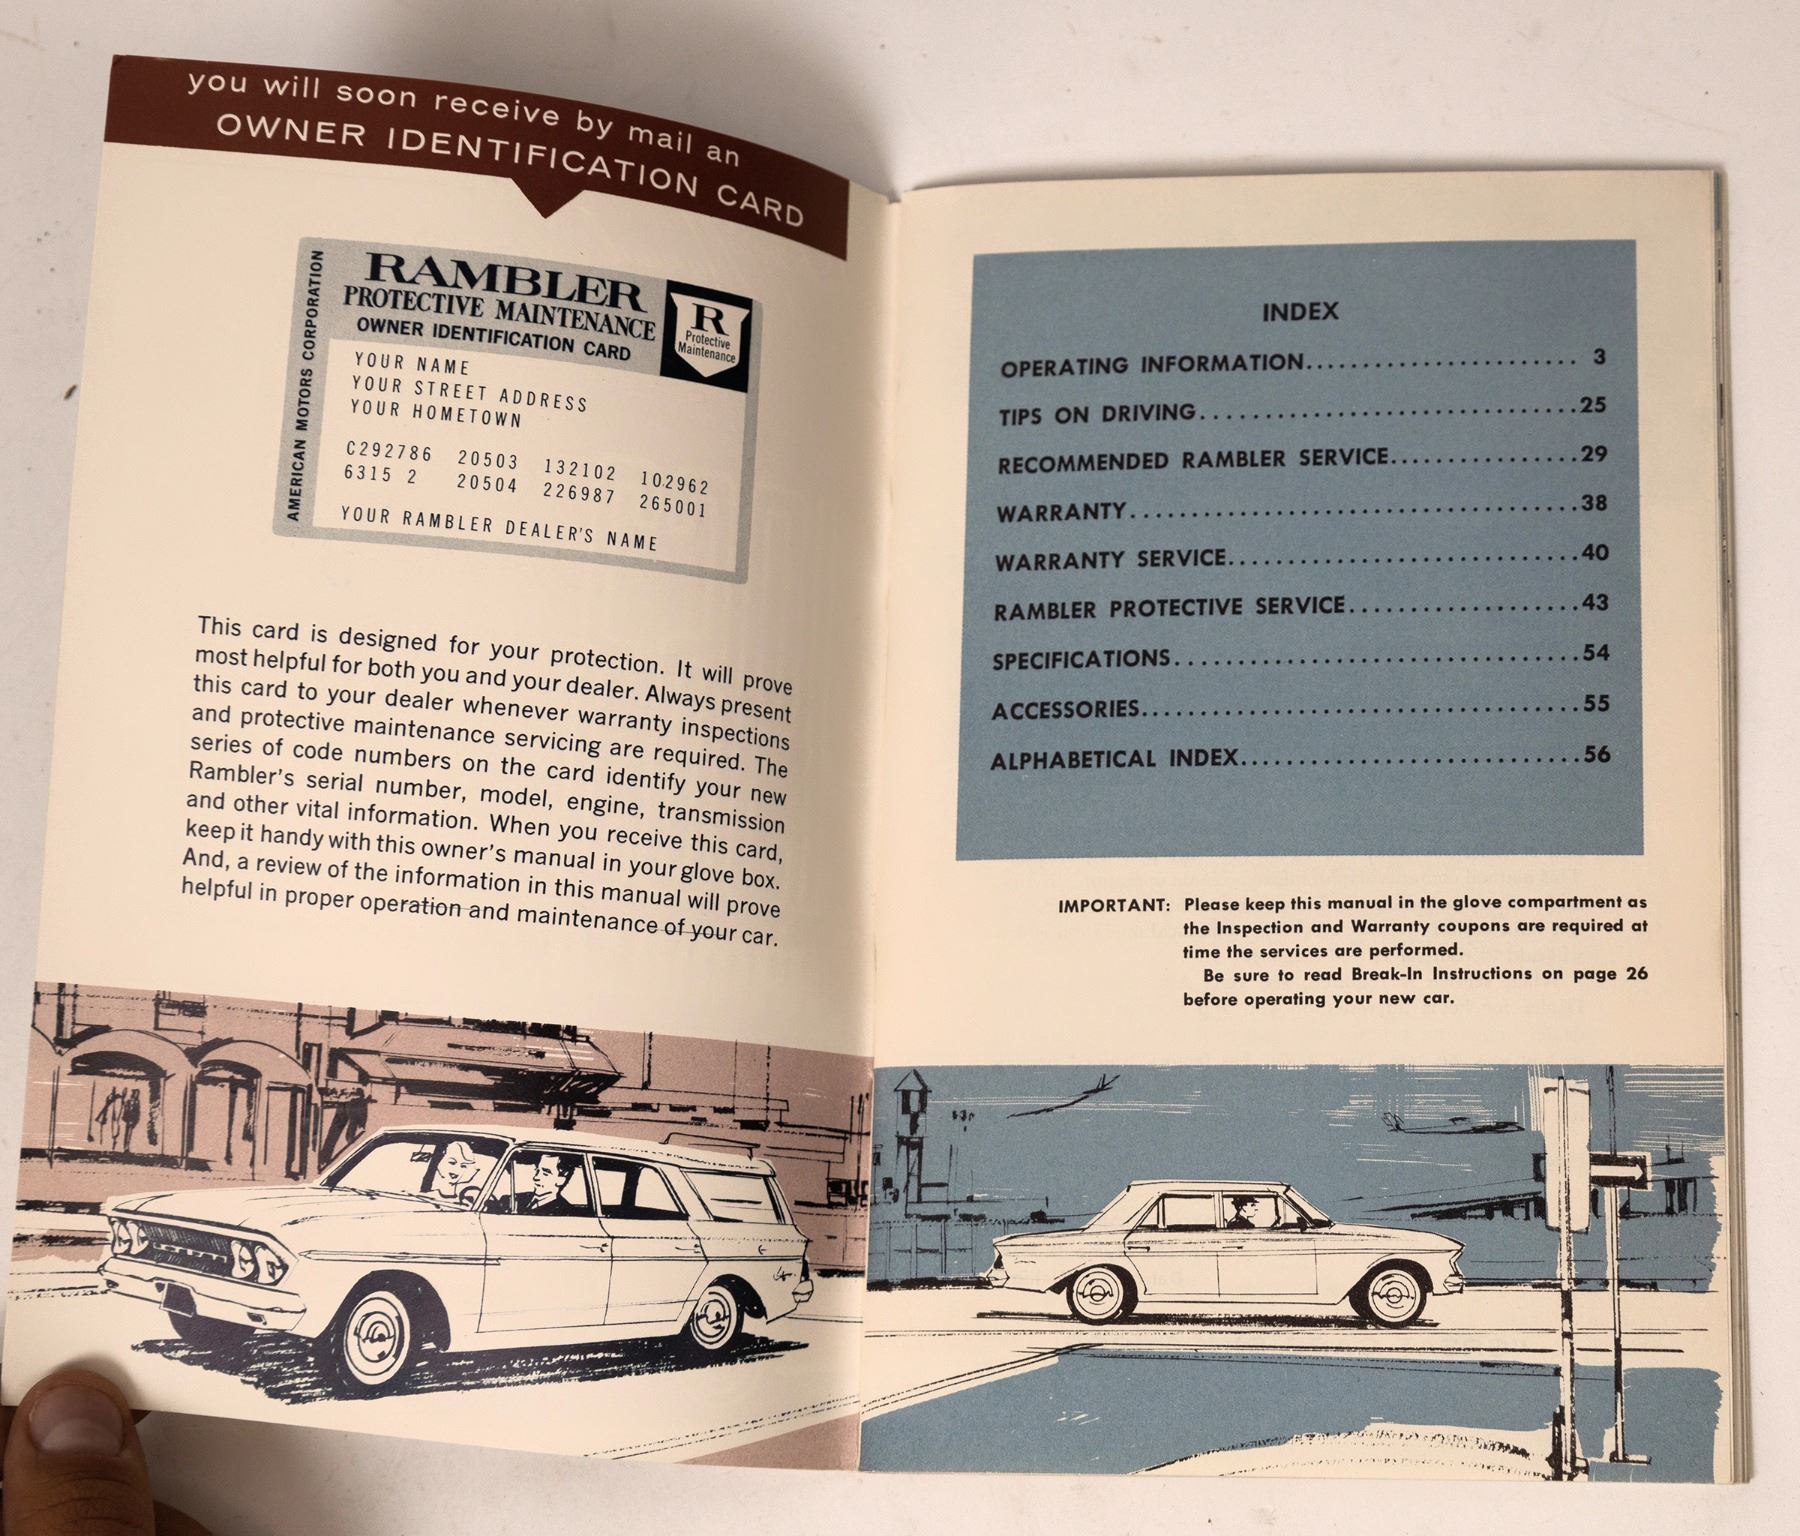 you will soon receive by mail an
OWNER IDENTIFICATION CARD
AMERICAN MOTORS CORPORATION
RAMBLER
PROTECTIVE MAINTENANCE
OWNER IDENTIFICATION CARD
R
Protective
Maintenance
YOUR NAME
YOUR STREET ADDRESS
YOUR HOMETOWN
C292786 20503 132102 102962
6315 2 20504 226987 265001
YOUR RAMBLER DEALER'S NAME
This card is designed for your protection. It will prove
most helpful for both you and your dealer. Always present
this card to your dealer whenever warranty inspections
and protective maintenance servicing are required. The
series of code numbers on the card identify your new
Rambler's serial number, model, engine, transmission
and other vital information. When you receive this card,
keep it handy with this owner's manual in your glove box.
And, a review of the information in this manual will prove
helpful in proper operation and maintenance of your car.
INDEX
OPERATING INFORMATION........................ 3
TIPS ON DRIVING..................................25
RECOMMENDED RAMBLER SERVICE................29
WARRANTY........................................38
WARRANTY SERVICE...............................40
RAMBLER PROTECTIVE SERVICE...................43
SPECIFICATIONS...................................54
ACCESSORIES.....................................55
ALPHABETICAL INDEX..............................56
IMPORTANT: Please keep this manual in the glove compartment as
the Inspection and Warranty coupons are required at
time the services are performed.
Be sure to read Break-In Instructions on page 26
before operating your new car.